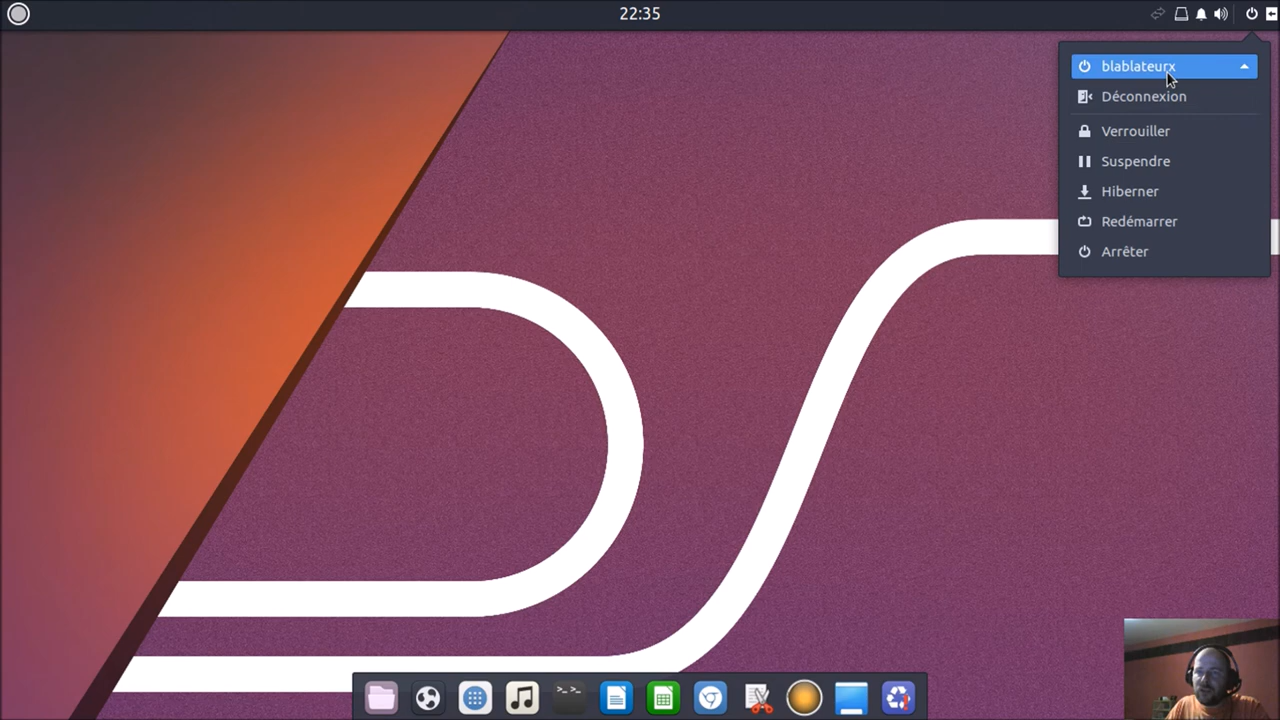 22:35
blablateurx
Déconnexion
Verrouiller
Suspendre
Hiberner
Redémarrer
Arrêter
>_ >_